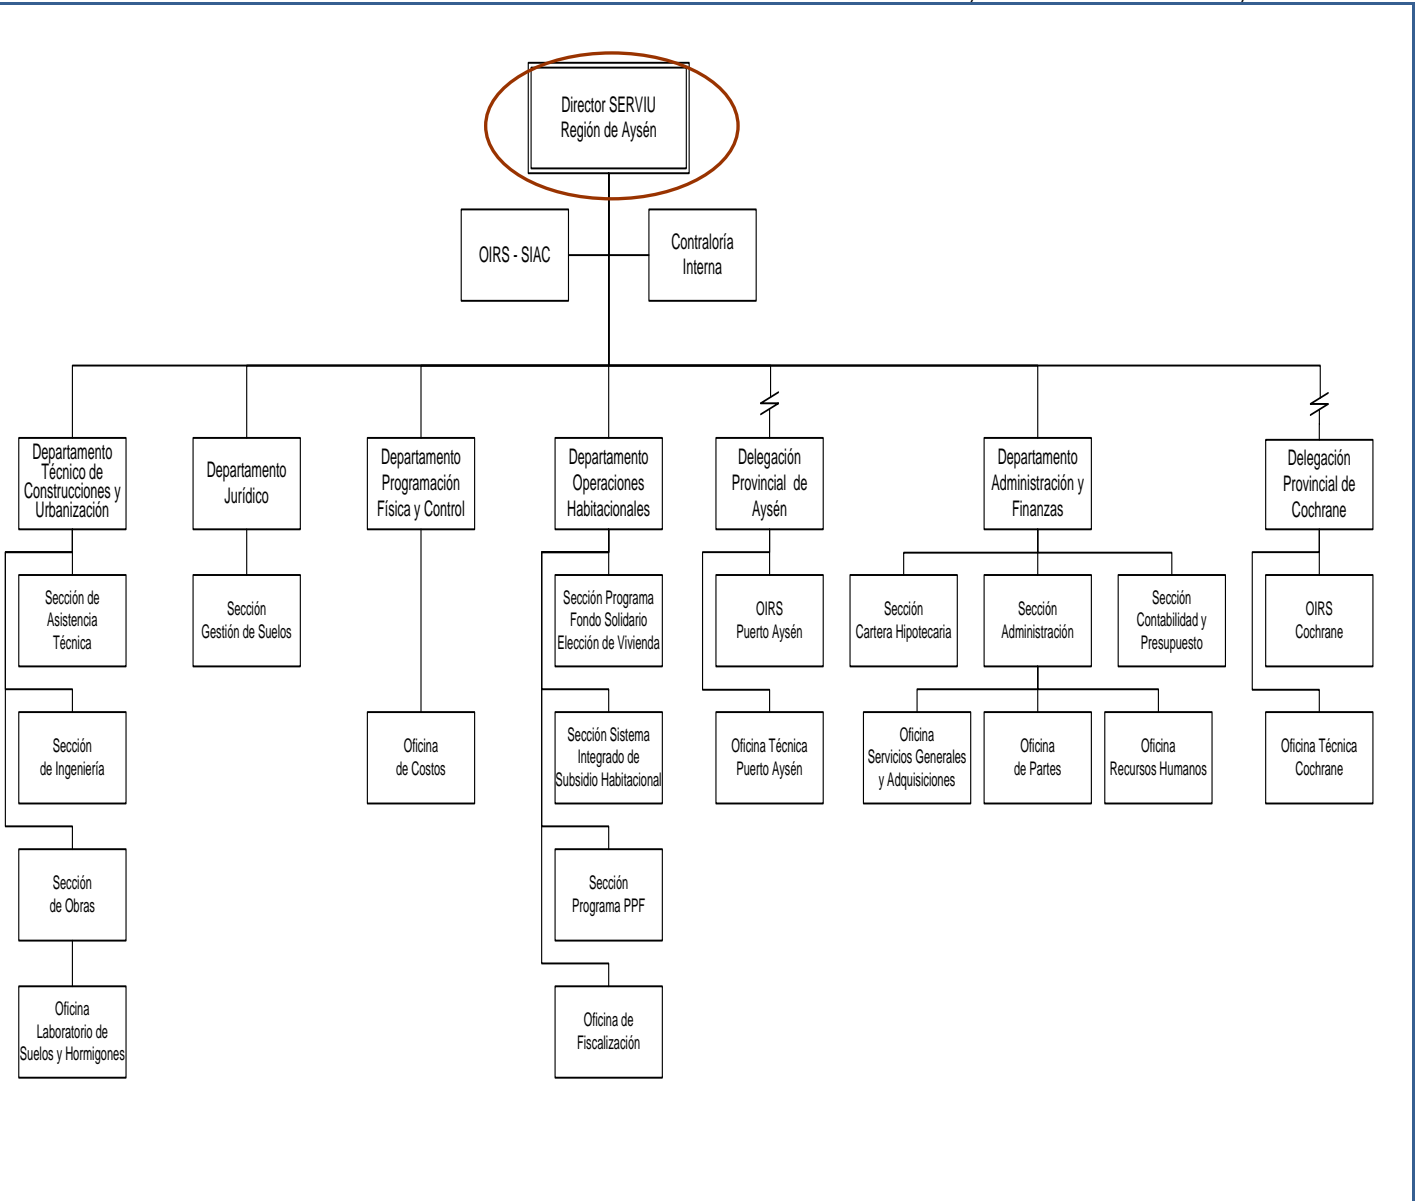 Director SERVIU
Región de Aysén
OIRS - SIAC
Contraloría
Interna
Departamento
Técnico de
Construcciones y
Urbanización
Departamento
Jurídico
Departamento
Programación
Física y Control
Departamento
Operaciones
Habitacionales
Delegación
Provincial de
Aysén
Departamento
Administración y
Finanzas
Delegación
Provincial de
Cochrane
Sección de
Asistencia
Técnica
Sección
Gestión de Suelos
Sección Programa
Fondo Solidario
Elección de Vivienda
OIRS
Puerto Aysén
Sección
Cartera Hipotecaria
Sección
Administración
Sección
Contabilidad y
Presupuesto
OIRS
Cochrane
Sección
de Ingeniería
Oficina
de Costos
Sección Sistema
Integrado de
Subsidio Habitacional
Oficina Técnica
Puerto Aysén
Oficina
Servicios Generales
y Adquisiciones
Oficina
de Partes
Oficina
Recursos Humanos
Oficina Técnica
Cochrane
Sección
de Obras
Sección
Programa PPF
Oficina
Laboratorio de
Suelos y Hormigones
Oficina de
Fiscalización